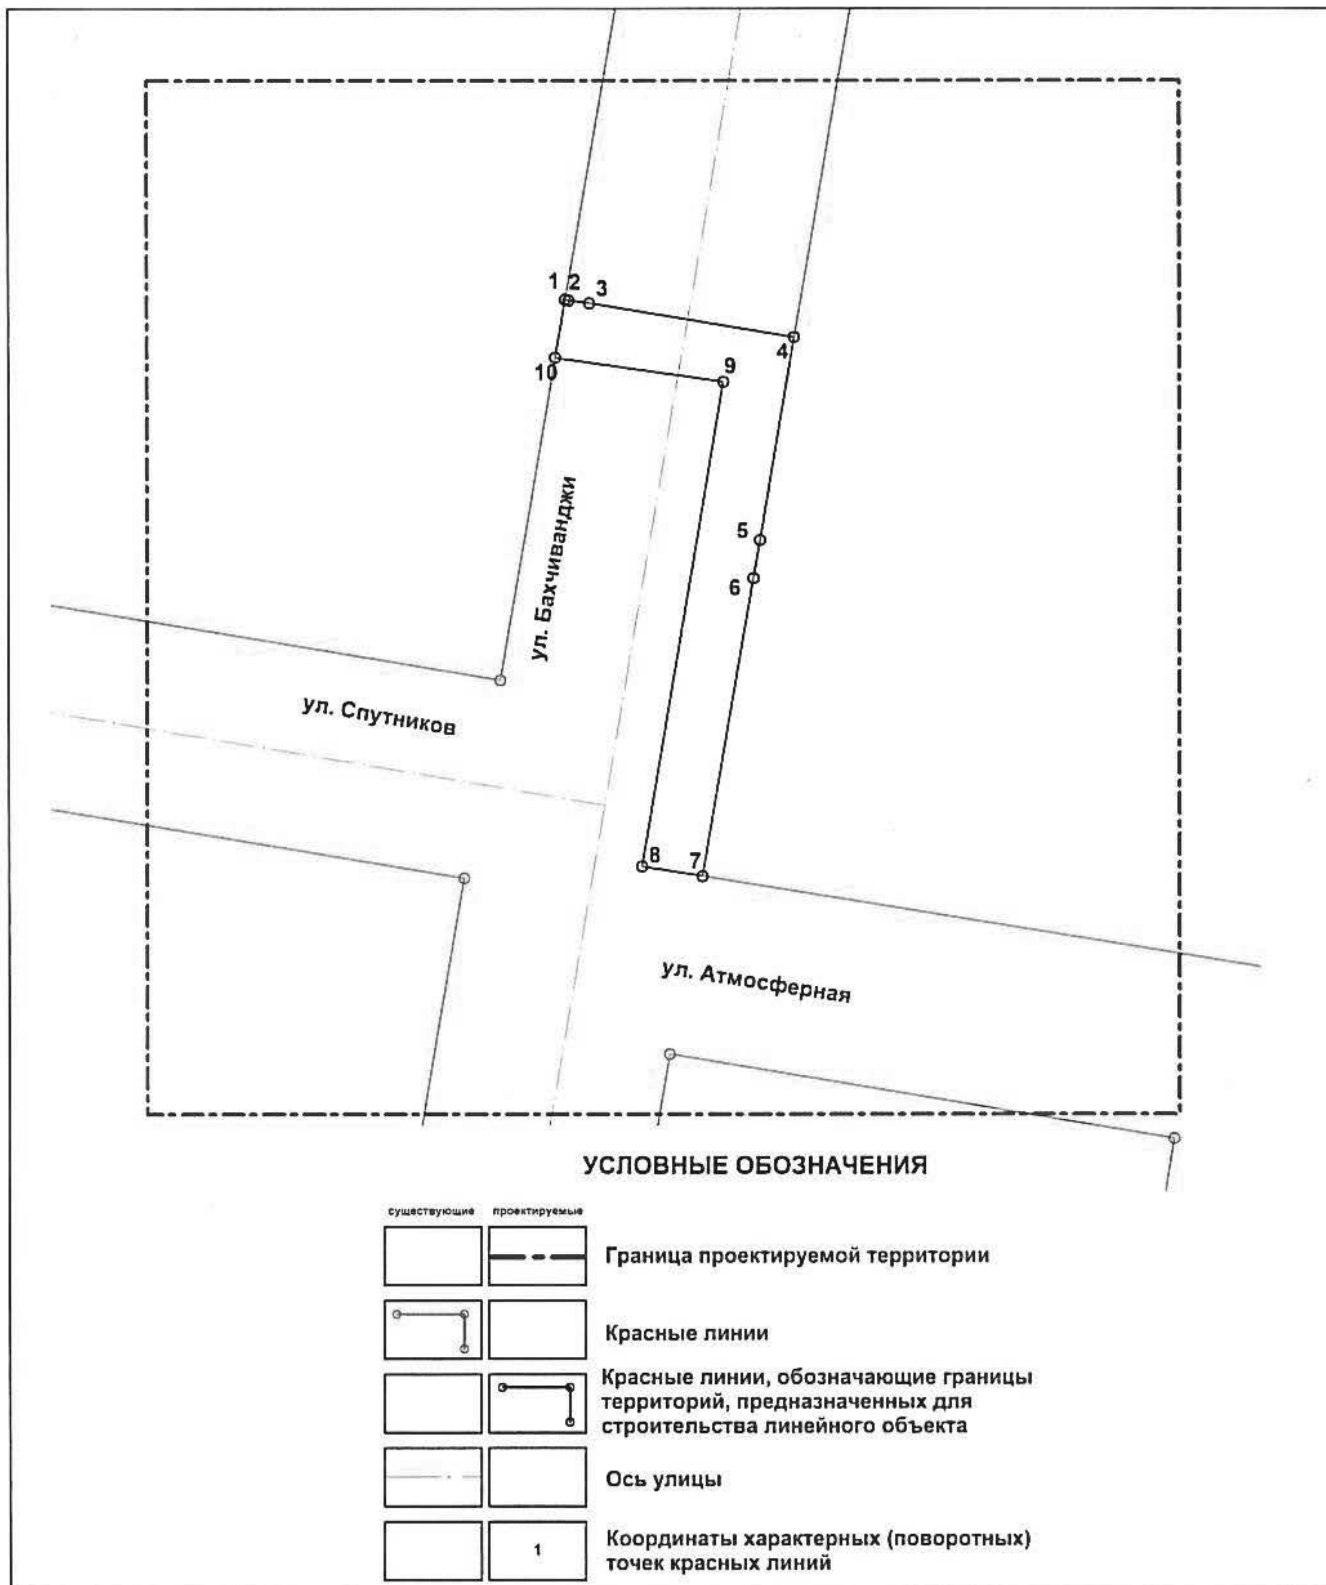 1
2
3
4
10
9
5
6
ул. Бахчиванджи
ул. Спутников
8
7
ул. Атмосферная
УСЛОВНЫЕ ОБОЗНАЧЕНИЯ
существующие
проектируемые
Граница проектируемой территории
Красные линии
Красные линии, обозначающие границы
территорий, предназначенных для
строительства линейного объекта
Ось улицы
1
Координаты характерных (поворотных)
точек красных линий